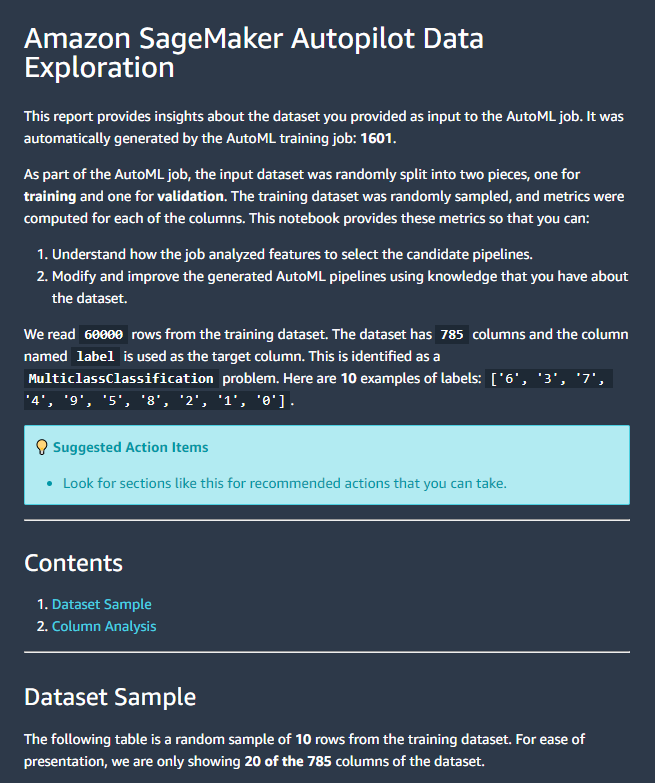 Amazon SageMaker Autopilot Data
Exploration
This report provides insights about the dataset you provided as input to the AutoML job. It was
automatically generated by the AutoML training job: 1601.
As part of the AutoML job, the input dataset was randomly split into two pieces, one for
training and one for validation. The training dataset was randomly sampled, and metrics were
computed for each of the columns. This notebook provides these metrics so that you can:
1. Understand how the job analyzed features to select the candidate pipelines.
2. Modify and improve the generated AutoML pipelines using knowledge that you have about
the dataset.
We read 60000 rows from the training dataset. The dataset has 785 columns and the column
named label is used as the target column. This is identified as a
MulticlassClassification problem. Here are 10 examples of labels: ['6', '3', '7',
'4', '9', '5', '8', '2', '1', '0'].
Suggested Action Items
• Look for sections like this for recommended actions that you can take.
Contents
1. Dataset Sample
2. Column Analysis
Dataset Sample
The following table is a random sample of 10 rows from the training dataset. For ease of
presentation, we are only showing 20 of the 785 columns of the dataset.